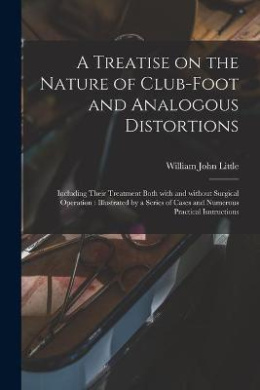 A Treatise on the
Nature of Club-Foot
and Analogous
Distortions
William John Little
Including Their Treatment Both with and without Surgical
Operation : Illustrated by a Series of Cases and Numerous
Practical Instructions